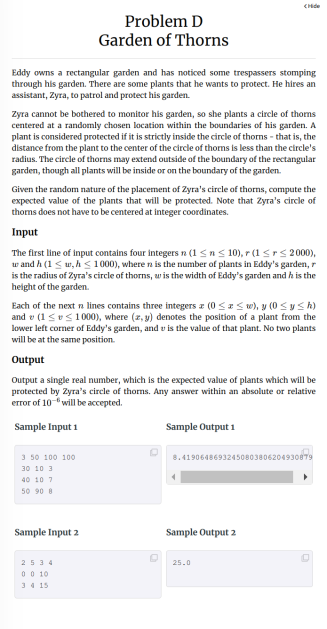 < Hide
Problem D
Garden of Thorns
Eddy owns a rectangular garden and has noticed some trespassers stomping
through his garden. There are some plants that he wants to protect. He hires an
assistant, Zyra, to patrol and protect his garden.
Zyra cannot be bothered to monitor his garden, so she plants a circle of thorns
centered at a randomly chosen location within the boundaries of his garden. A
plant is considered protected if it is strictly inside the circle of thorns - that is, the
distance from the plant to the center of the circle of thorns is less than the circle's
radius. The circle of thorns may extend outside of the boundary of the rectangular
garden, though all plants will be inside or on the boundary of the garden.
Given the random nature of the placement of Zyra's circle of thorns, compute the
expected value of the plants that will be protected. Note that Zyra's circle of
thorns does not have to be centered at integer coordinates.
Input
The first line of input contains four integers n (1 ≤ n ≤ 10), r (1 ≤ r ≤ 2 000),
w and h (1 ≤ w, h ≤ 1 000), where n is the number of plants in Eddy's garden, r
is the radius of Zyra's circle of thorns, w is the width of Eddy's garden and h is the
height of the garden.
Each of the next n lines contains three integers x (0 ≤ x ≤ w), y (0 ≤ y ≤ h)
and v (1 ≤ v ≤ 1 000), where (x, y) denotes the position of a plant from the
lower left corner of Eddy's garden, and v is the value of that plant. No two plants
will be at the same position.
Output
Output a single real number, which is the expected value of plants which will be
protected by Zyra's circle of thorns. Any answer within an absolute or relative
error of 10⁻⁶ will be accepted.
Sample Input 1
Sample Output 1
3 50 100 100
30 10 3
40 10 7
50 90 8
8.4190648693245080380620493087​9
Sample Input 2
Sample Output 2
2 5 3 4
0 0 10
3 4 15
25.0